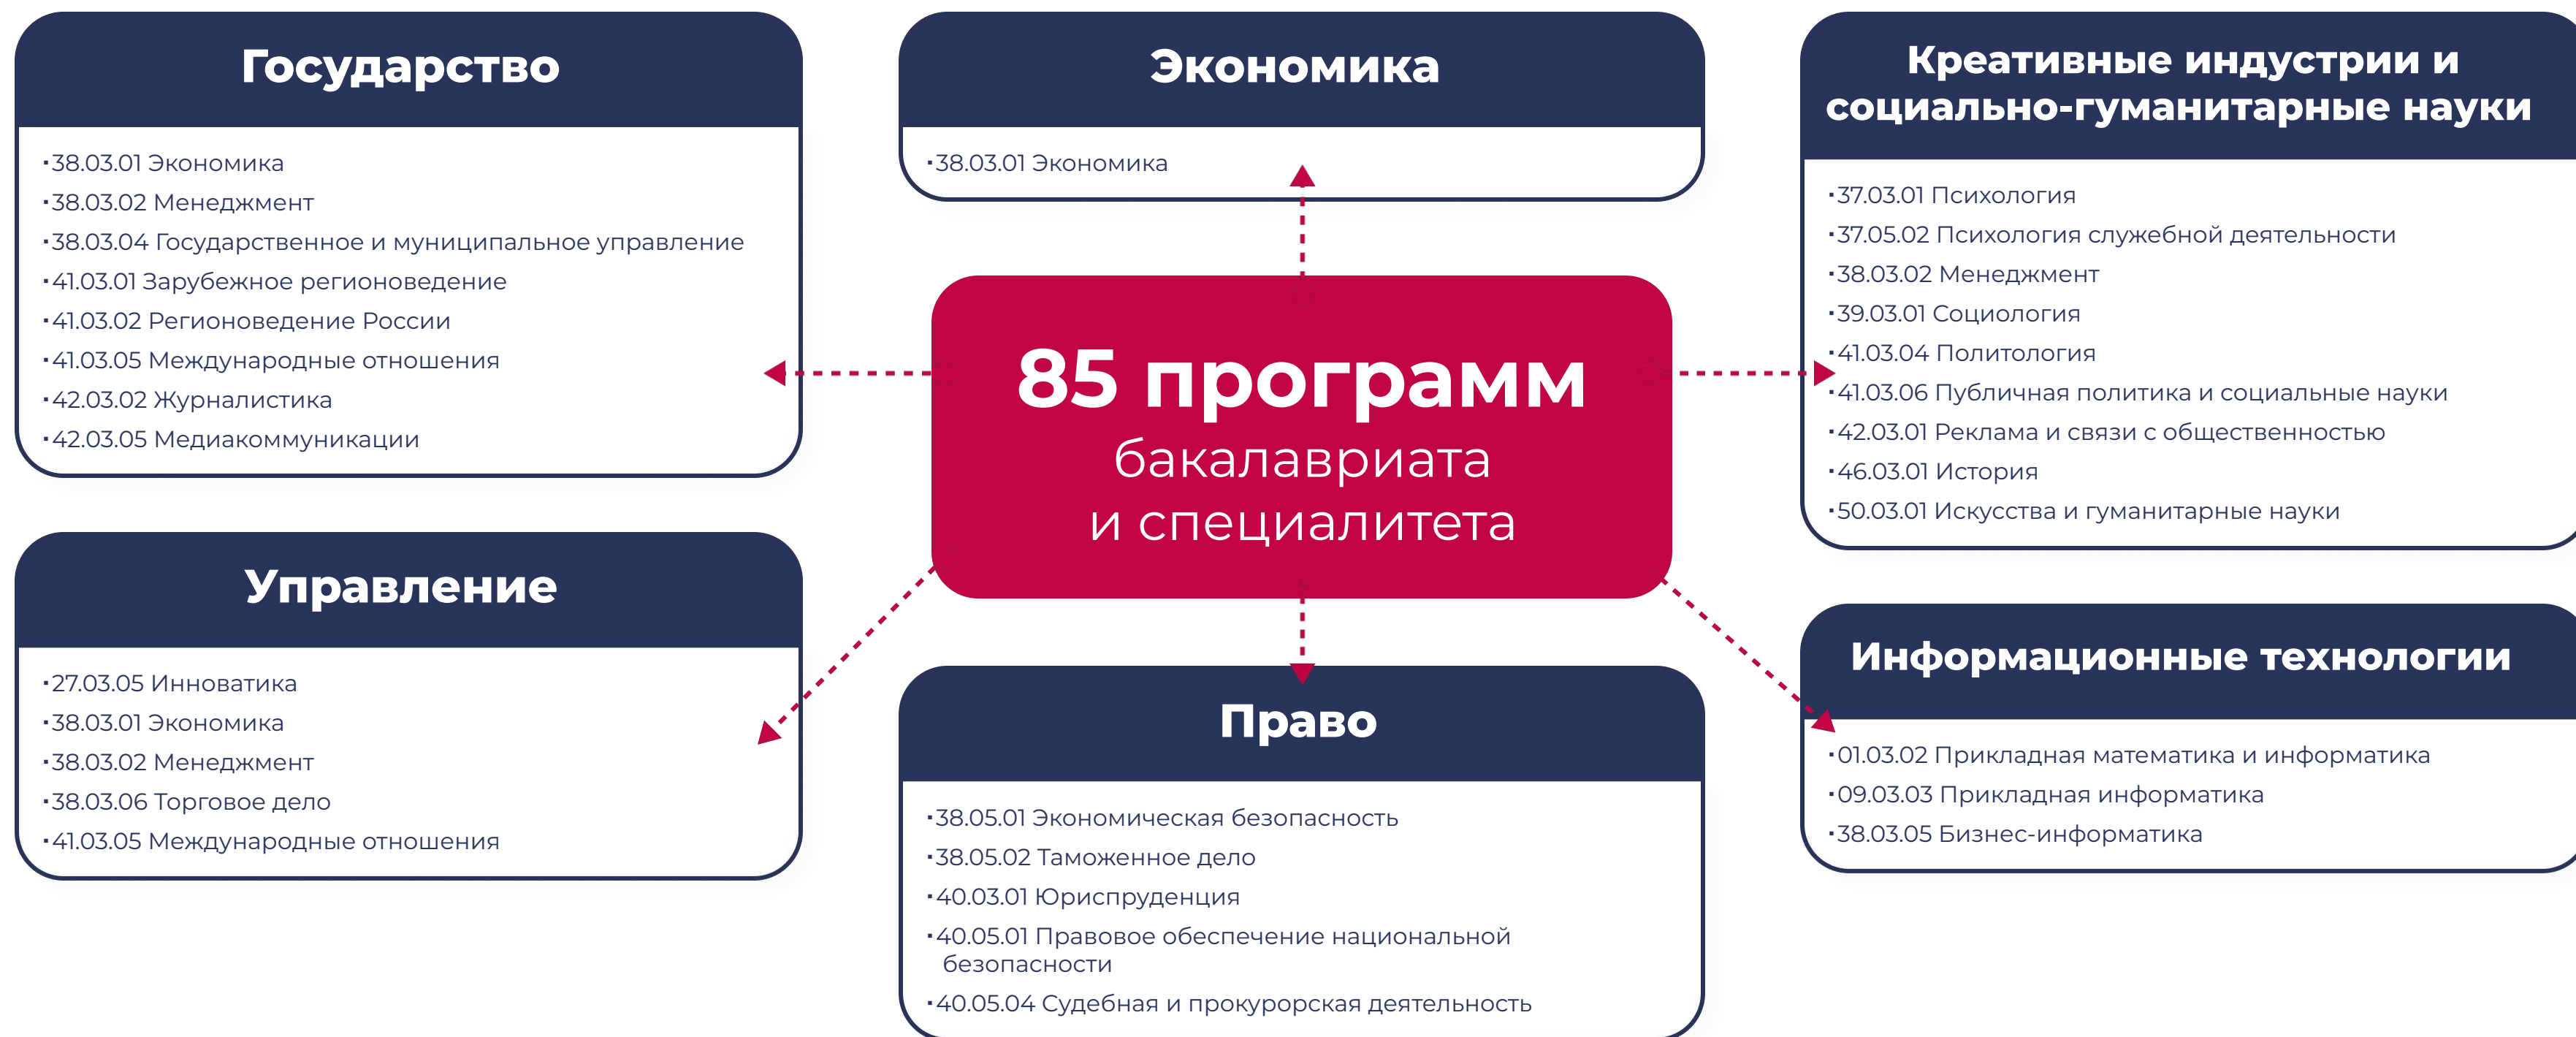 Государство
·38.03.01 Экономика
·38.03.02 Менеджмент
·38.03.04 Государственное и муниципальное управление
·41.03.01 Зарубежное регионоведение
·41.03.02 Регионоведение России
·41.03.05 Международные отношения
·42.03.02 Журналистика
·42.03.05 Медиакоммуникации
Управление
·27.03.05 Инноватика
·38.03.01 Экономика
·38.03.02 Менеджмент
·38.03.06 Торговое дело
·41.03.05 Международные отношения
Экономика
·38.03.01 Экономика
85 программ
бакалавриата
и специалитета
Право
·38.05.01 Экономическая безопасность
·38.05.02 Таможенное дело
·40.03.01 Юриспруденция
·40.05.01 Правовое обеспечение национальной
безопасности
·40.05.04 Судебная и прокурорская деятельность
Креативные индустрии и
социально-гуманитарные науки
·37.03.01 Психология
·37.05.02 Психология служебной деятельности
·38.03.02 Менеджмент
·39.03.01 Социология
·41.03.04 Политология
·41.03.06 Публичная политика и социальные науки
·42.03.01 Реклама и связи с общественностью
·46.03.01 История
·50.03.01 Искусства и гуманитарные науки
Информационные технологии
·01.03.02 Прикладная математика и информатика
·09.03.03 Прикладная информатика
·38.03.05 Бизнес-информатика